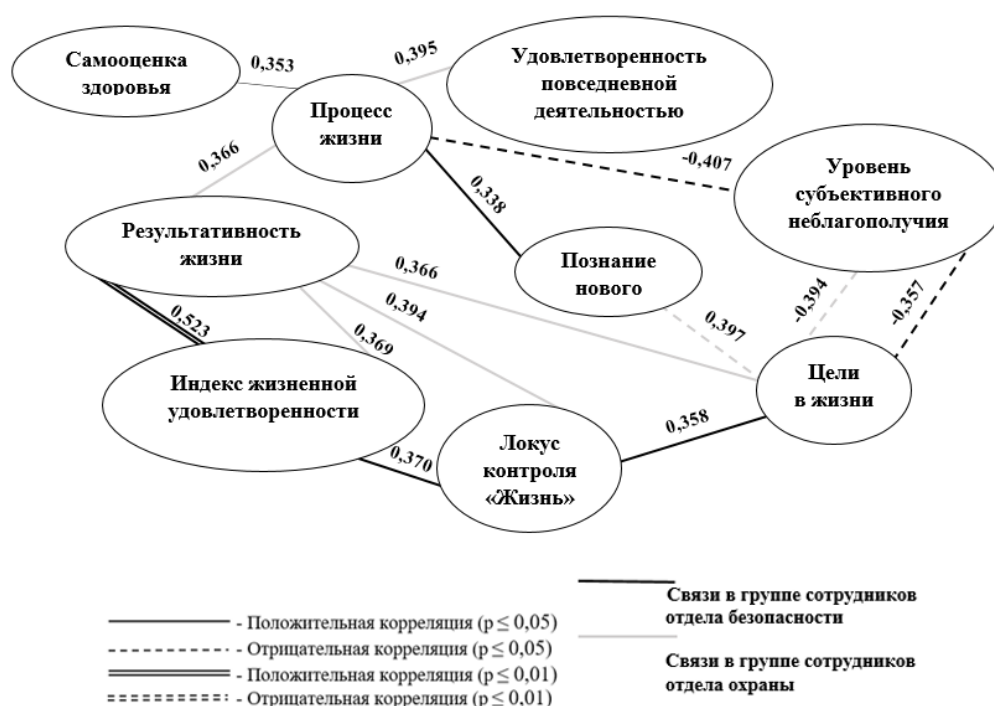 Самооценка
здоровья
0,353
0,395
Удовлетворенность
повседневной
деятельностью
Процесс
жизни
0,366
-0,407
Уровень
субъективного
неблагополучия
0,338
Результативность
жизни
Познание
нового
0,366
0,394
0,523
0,369
0,397
-0,394
-0,357
Индекс жизненной
удовлетворенности
Цели
в жизни
0,358
0,370
Локус
контроля
«Жизнь»
- Положительная корреляция (p ≤ 0,05)
- Отрицательная корреляция (p ≤ 0,05)
- Положительная корреляция (p ≤ 0,01)
- Отрицательная корреляция (p ≤ 0,01)
Связи в группе сотрудников
отдела безопасности
Связи в группе сотрудников
отдела охраны